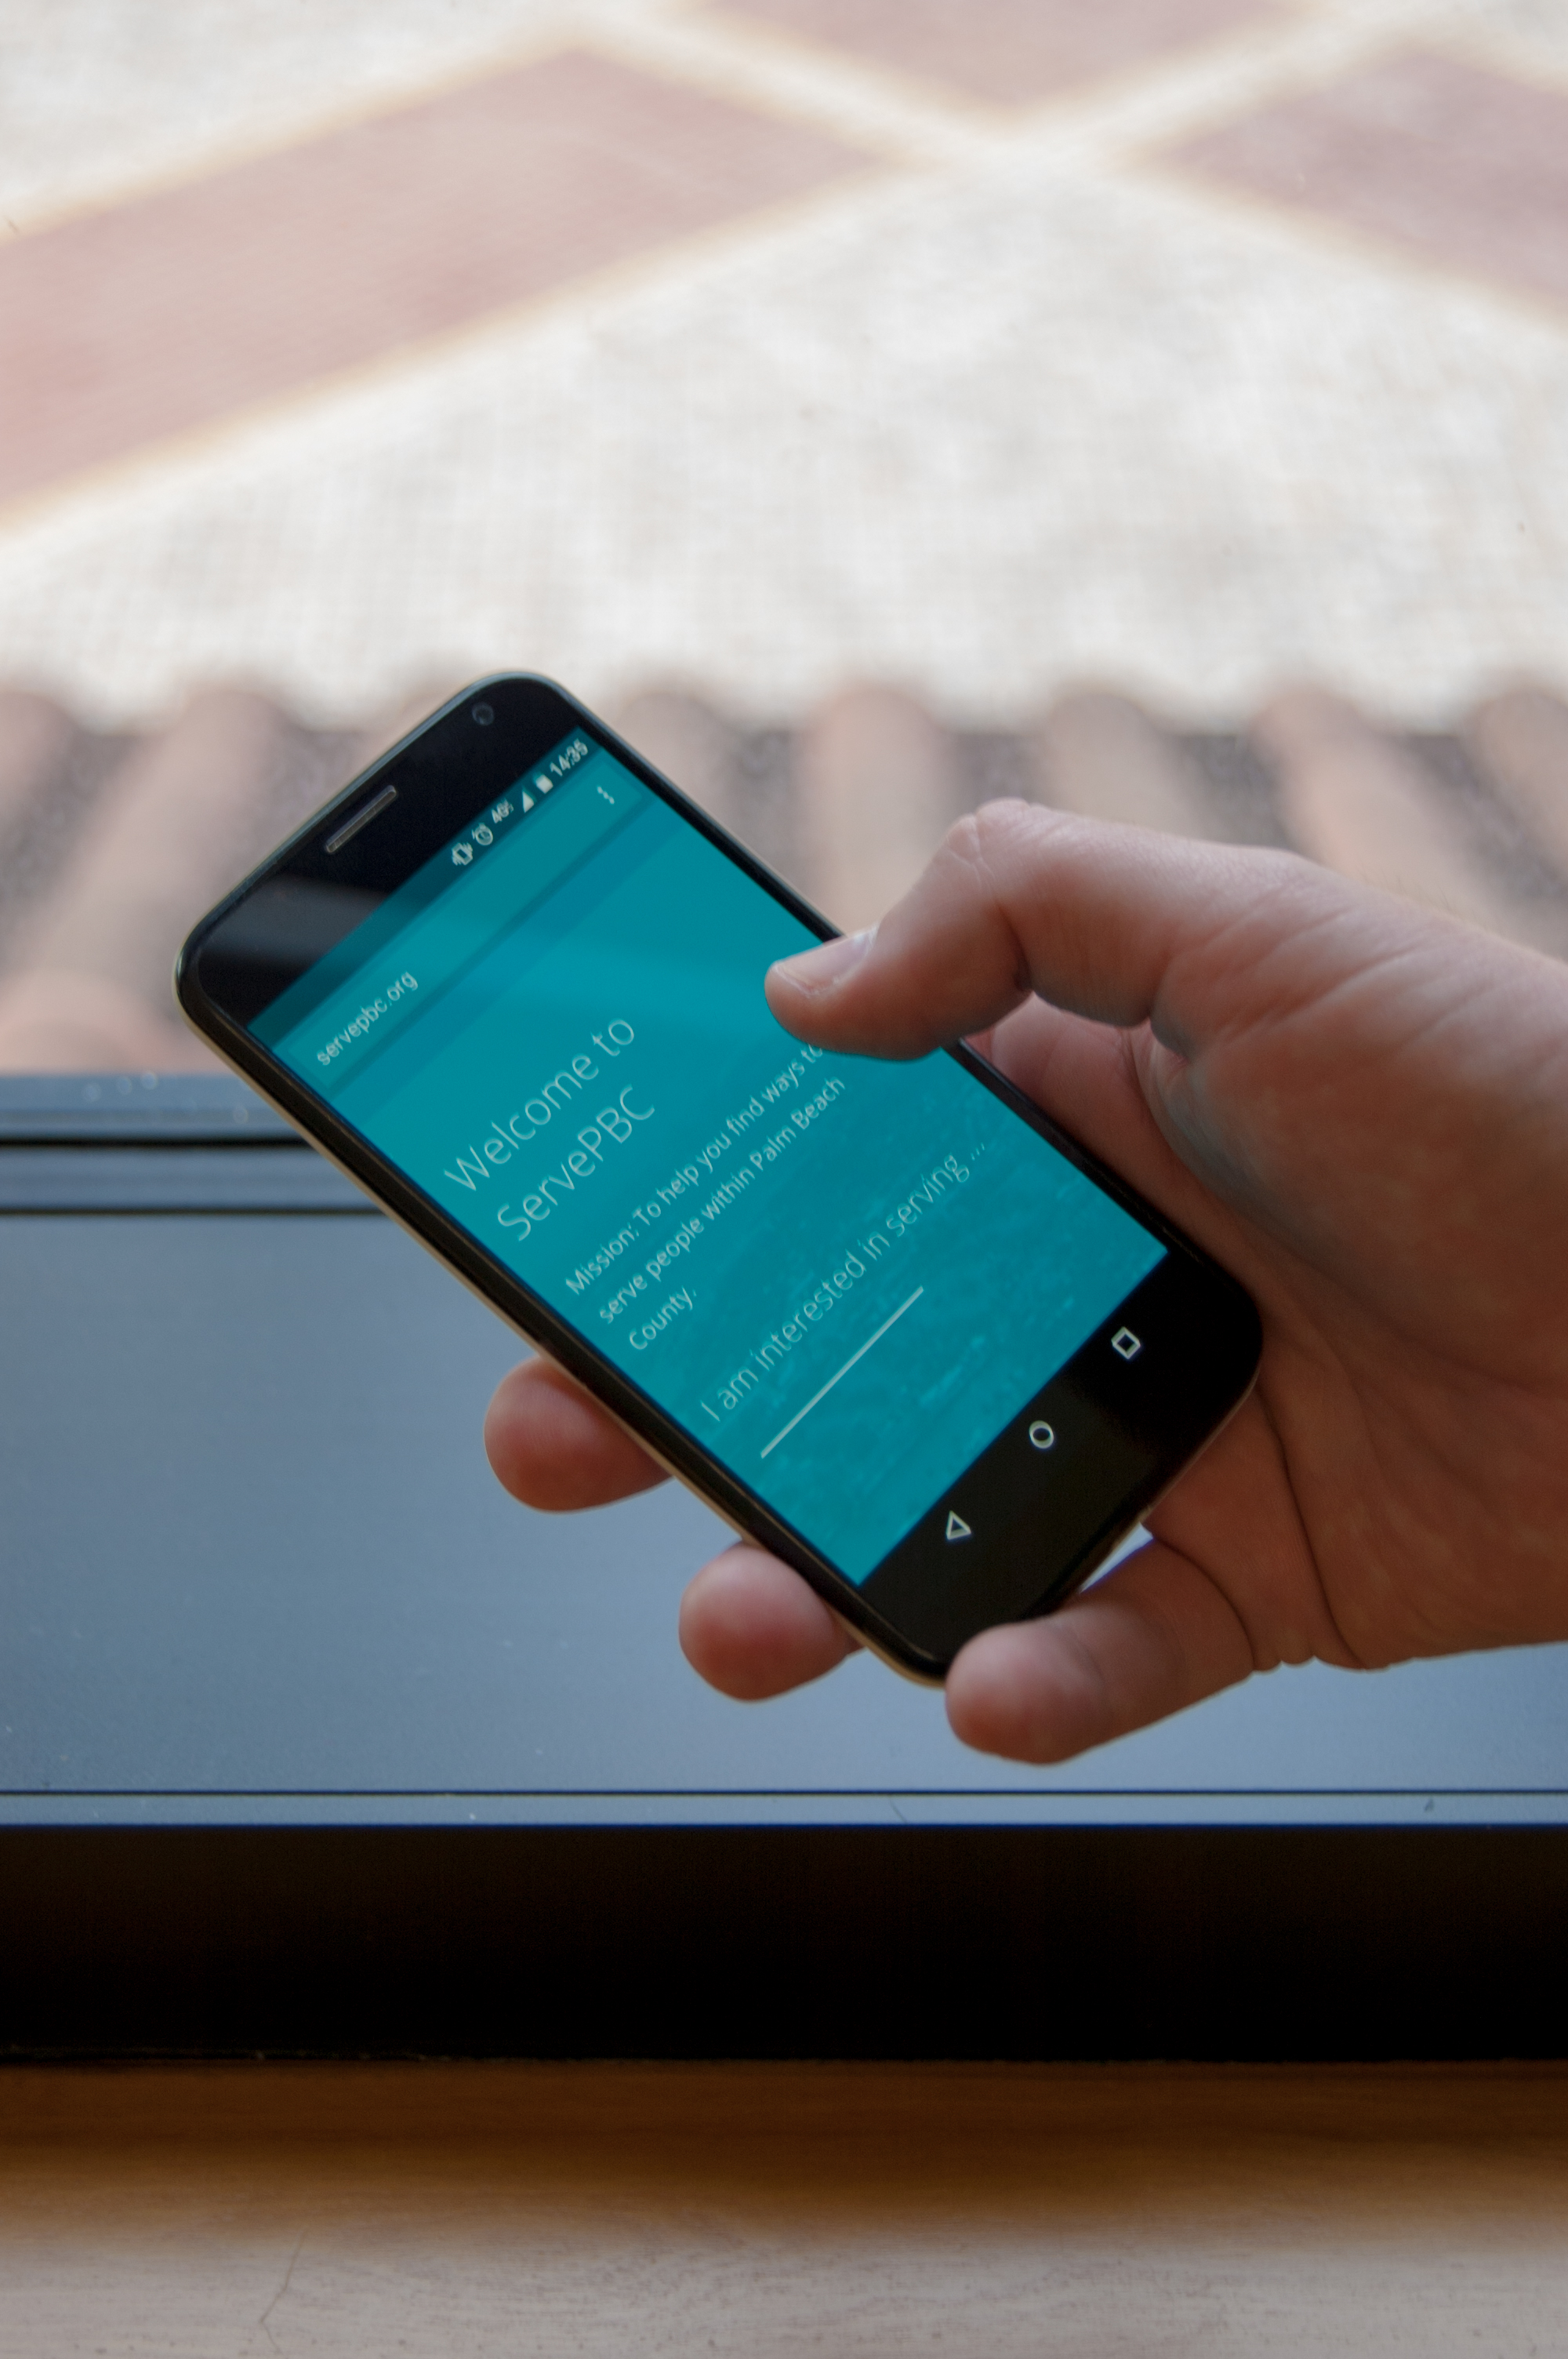 4G 14:35
servepbc.org
Welcome to
ServePBC
Mission: To help you find ways to
serve people within Palm Beach
County.
I am interested in serving ...